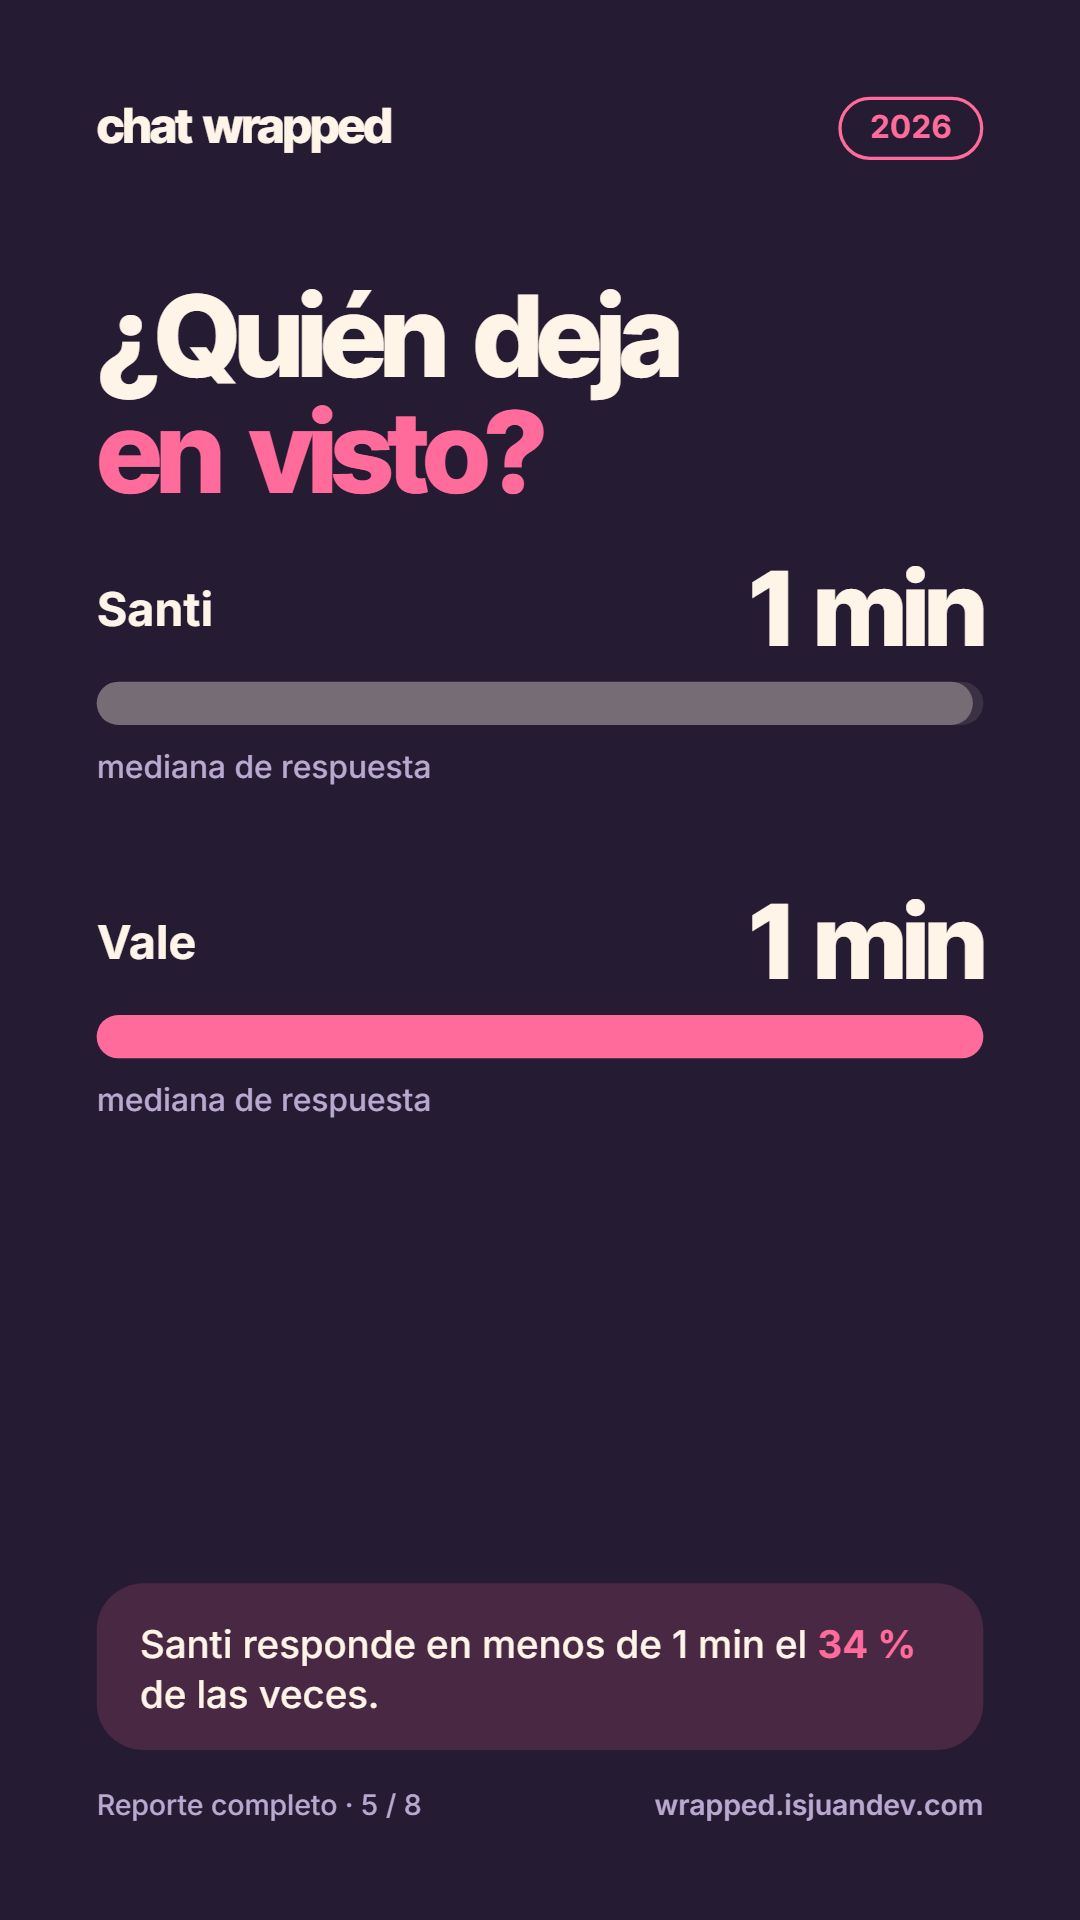 chat wrapped
2026
¿Quién deja
en visto?
Santi
1 min
mediana de respuesta
Vale
1 min
mediana de respuesta
Santi responde en menos de 1 min el 34 %
de las veces.
Reporte completo · 5 / 8
wrapped.isjuandev.com